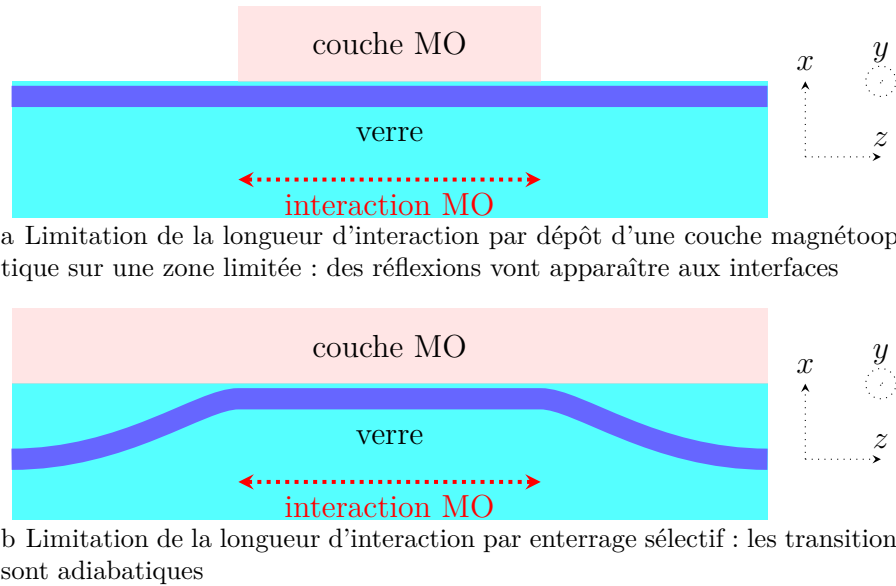 couche MO
x
y
verre
z
interaction MO
a Limitation de la longueur d'interaction par dépôt d'une couche magnétoop
tique sur une zone limitée : des réflexions vont apparaître aux interfaces
couche MO
x
y
verre
z
interaction MO
b Limitation de la longueur d'interaction par enterrage sélectif : les transition
sont adiabatiques